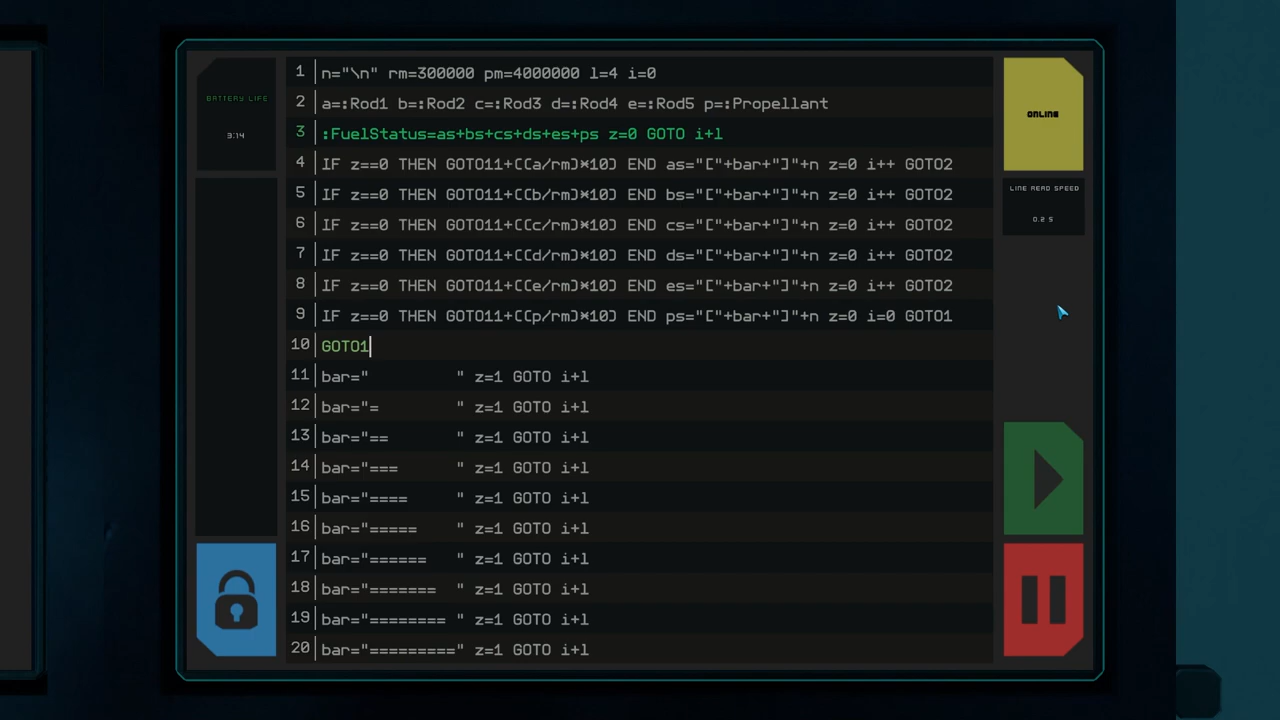 BATTERY LIFE
3:14
ONLINE
LINE READ SPEED
0.2 S
1 n="\n" rm=300000 pm=4000000 l=4 i=0
2 a=:Rod1 b=:Rod2 c=:Rod3 d=:Rod4 e=:Rod5 p=:Propellant
3 :FuelStatus=as+bs+cs+ds+es+ps z=0 GOTO i+l
4 IF z==0 THEN GOTO11+((a/rm)*10) END as="["+bar+"]"+n z=0 i++ GOTO2
5 IF z==0 THEN GOTO11+((b/rm)*10) END bs="["+bar+"]"+n z=0 i++ GOTO2
6 IF z==0 THEN GOTO11+((c/rm)*10) END cs="["+bar+"]"+n z=0 i++ GOTO2
7 IF z==0 THEN GOTO11+((d/rm)*10) END ds="["+bar+"]"+n z=0 i++ GOTO2
8 IF z==0 THEN GOTO11+((e/rm)*10) END es="["+bar+"]"+n z=0 i++ GOTO2
9 IF z==0 THEN GOTO11+((p/rm)*10) END ps="["+bar+"]"+n z=0 i=0 GOTO1
10 GOTO1
11 bar="         " z=1 GOTO i+l
12 bar="=        " z=1 GOTO i+l
13 bar="==       " z=1 GOTO i+l
14 bar="===      " z=1 GOTO i+l
15 bar="====     " z=1 GOTO i+l
16 bar="=====    " z=1 GOTO i+l
17 bar="======   " z=1 GOTO i+l
18 bar="=======  " z=1 GOTO i+l
19 bar="======== " z=1 GOTO i+l
20 bar="=========" z=1 GOTO i+l